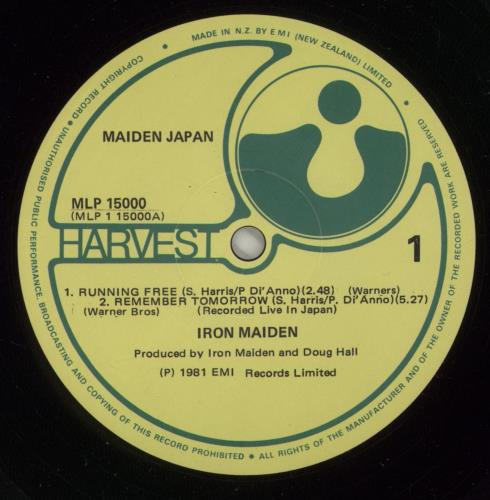 MADE IN N.Z. BY EMI (NEW ZEALAND) LIMITED.
COPYRIGHT RECORD • UNAUTHORISED PUBLIC PERFORMANCE, BROADCASTING AND COPYING OF THIS RECORD PROHIBITED • ALL RIGHTS OF THE MANUFACTURER AND OF THE OWNER OF THE RECORDED WORK ARE RESERVED
MAIDEN JAPAN
MLP 15000
(MLP 1 15000A)
HARVEST
1
1. RUNNING FREE (S. Harris/P Di'Anno)(2.48) (Warners)
2. REMEMBER TOMORROW (S. Harris/P. Di'Anno)(5.27)
(Warner Bros) (Recorded Live In Japan)
IRON MAIDEN
Produced by Iron Maiden and Doug Hall
(P) 1981 EMI Records Limited